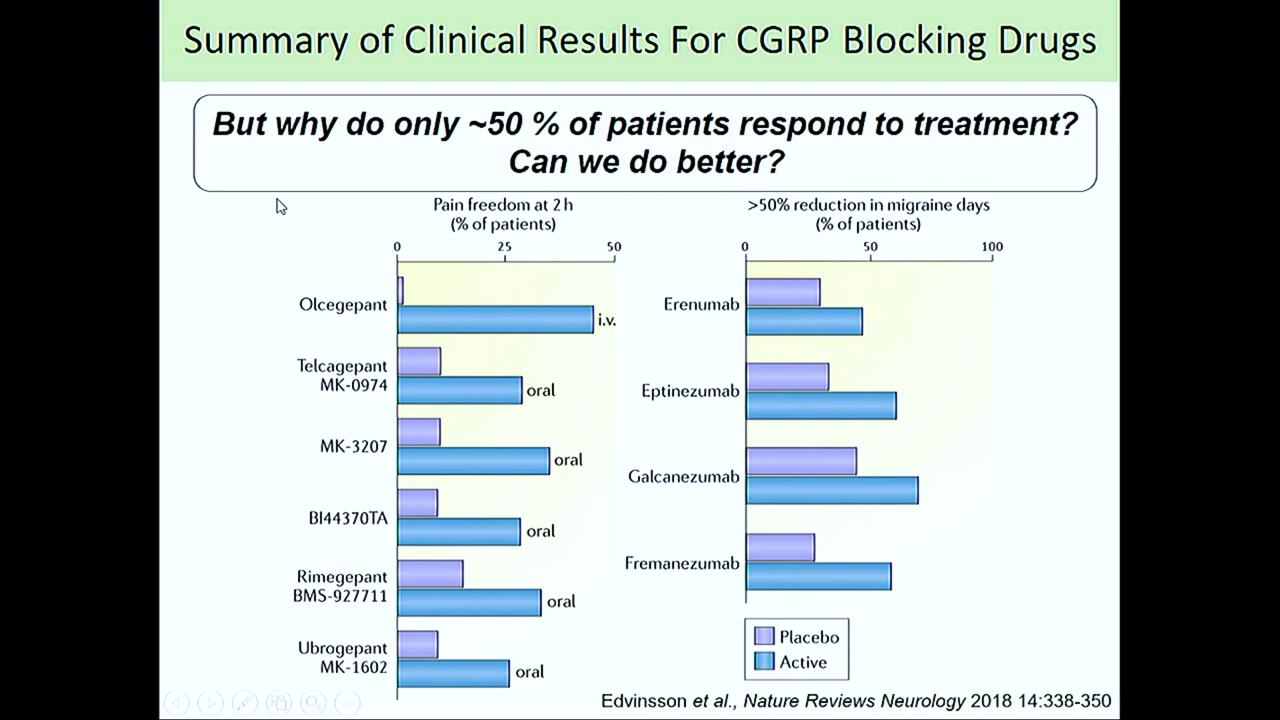 Summary of Clinical Results For CGRP Blocking Drugs
But why do only ~50 % of patients respond to treatment?
Can we do better?
Pain freedom at 2 h
(% of patients)
0 25 50
Olcegepant
i.v.
Telcagepant
MK-0974
oral
MK-3207
oral
BI44370TA
oral
Rimegepant
BMS-927711
oral
Ubrogepant
MK-1602
oral
>50% reduction in migraine days
(% of patients)
0 50 100
Erenumab
Eptinezumab
Galcanezumab
Fremanezumab
Placebo
Active
Edvinsson et al., Nature Reviews Neurology 2018 14:338-350